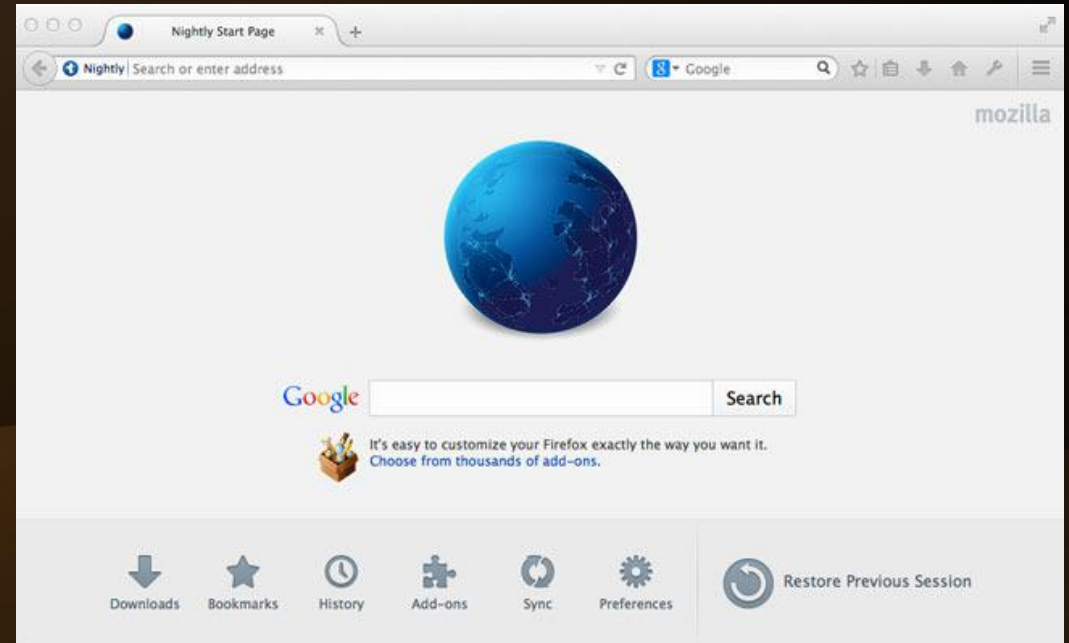 Nightly Start Page
Nightly Search or enter address
Google
mozilla
Google Search
It's easy to customize your Firefox exactly the way you want it.
Choose from thousands of add-ons.
Downloads Bookmarks History Add-ons Sync Preferences Restore Previous Session